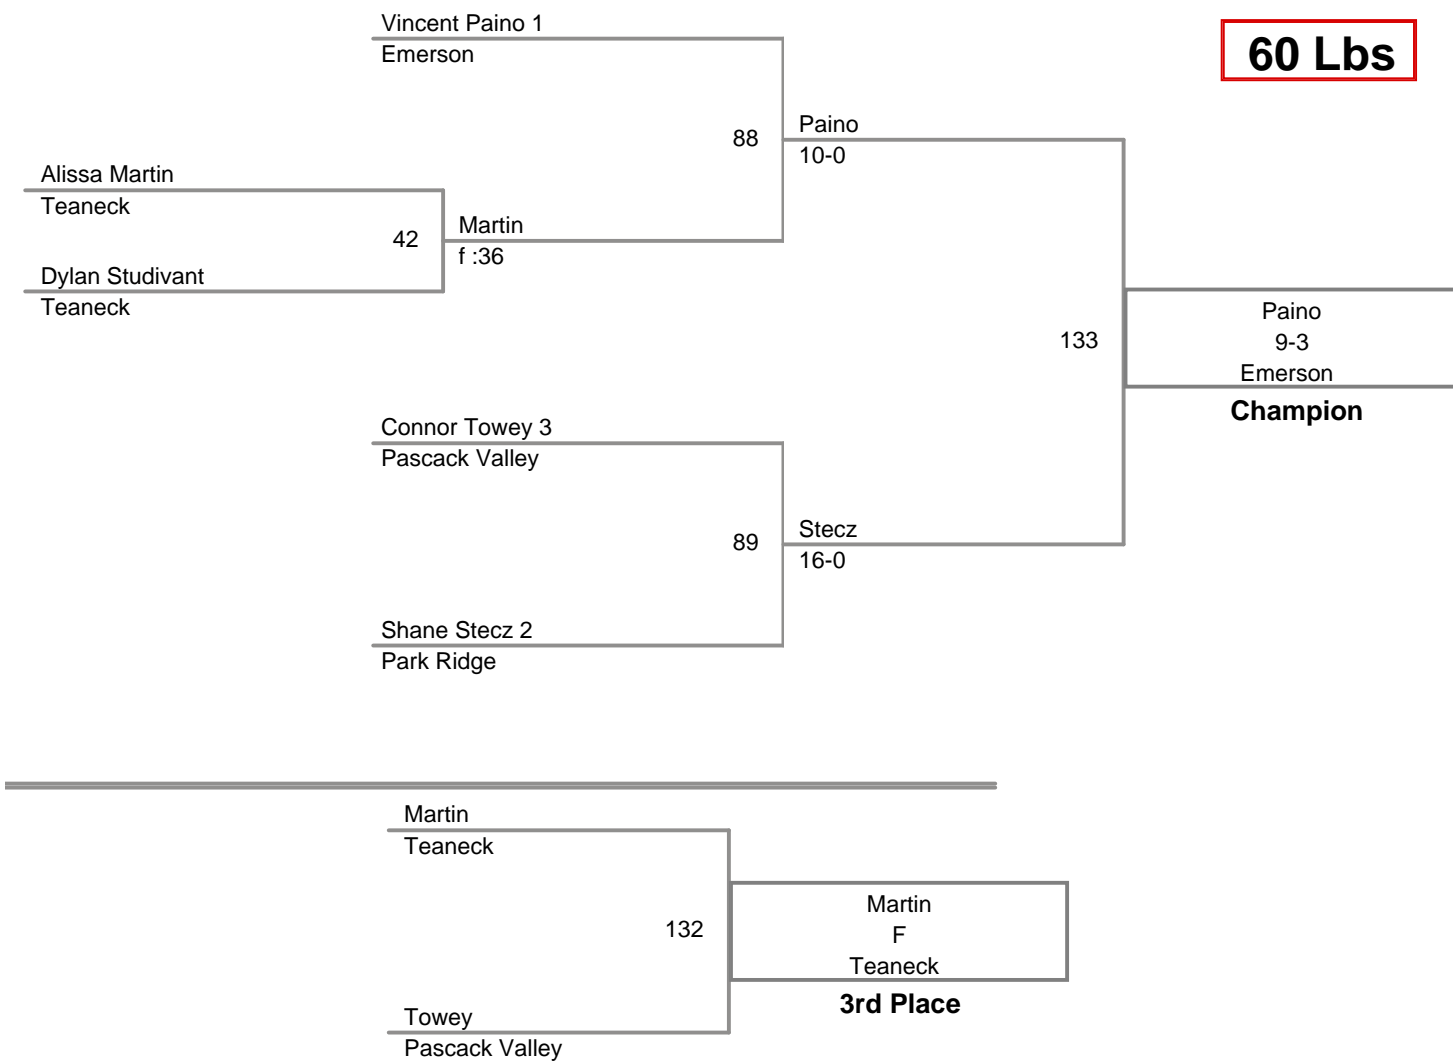 Vincent Paino 1
Emerson
60 Lbs
88
Paino
10-0
Alissa Martin
Teaneck
42
Martin
f :36
Dylan Studivant
Teaneck
133
Paino
9-3
Emerson
Champion
Connor Towey 3
Pascack Valley
89
Stecz
16-0
Shane Stecz 2
Park Ridge
Martin
Teaneck
132
Martin
F
Teaneck
3rd Place
Towey
Pascack Valley